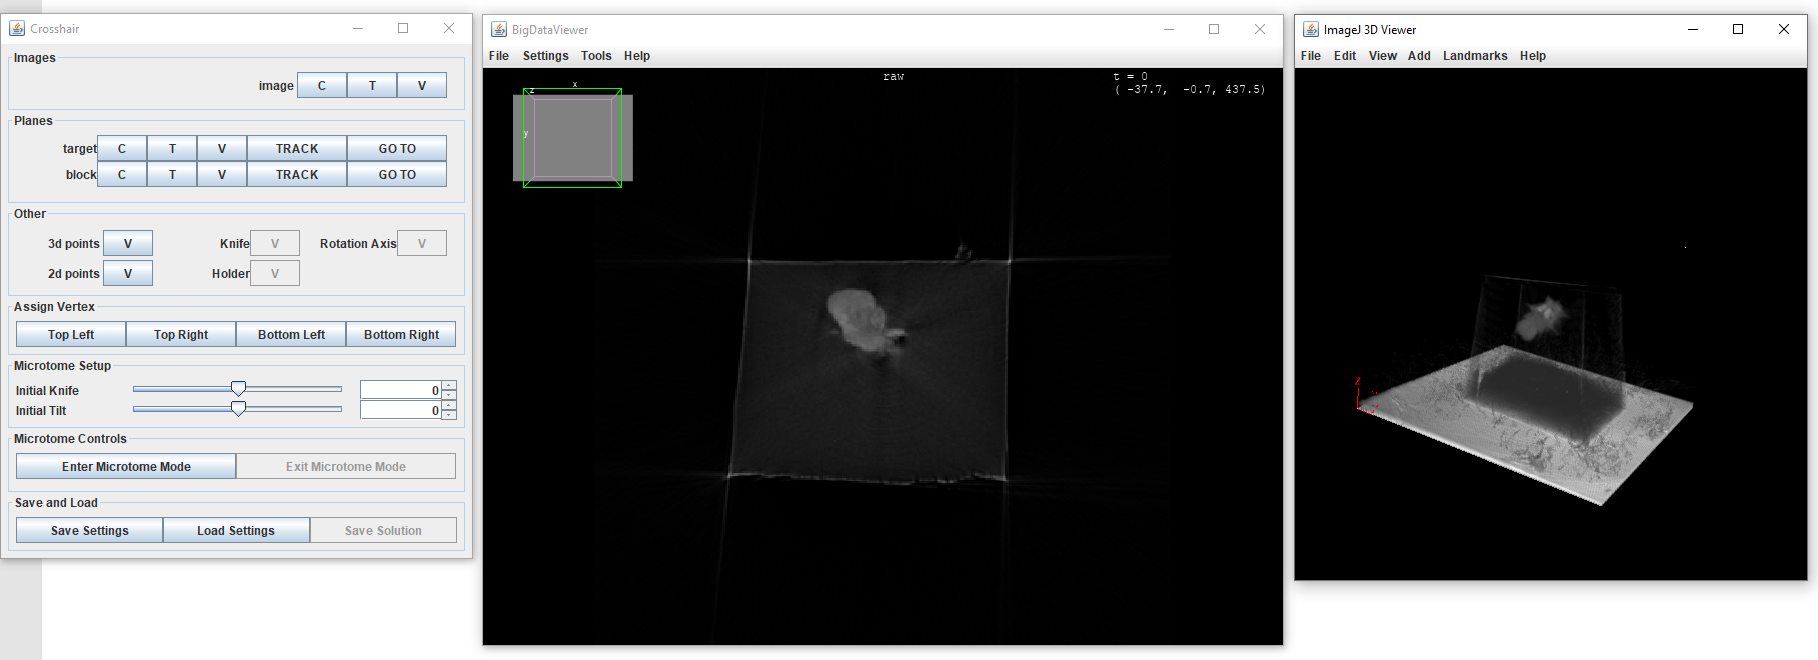 Crosshair
Images
image C T V
Planes
target C T V TRACK GO TO
block C T V TRACK GO TO
Other
3d points V Knife V Rotation Axis V
2d points V Holder V
Assign Vertex
Top Left Top Right Bottom Left Bottom Right
Microtome Setup
Initial Knife 0
Initial Tilt 0
Microtome Controls
Enter Microtome Mode Exit Microtome Mode
Save and Load
Save Settings Load Settings Save Solution
BigDataViewer
File Settings Tools Help
raw
t = 0
( -37.7, -0.7, 437.5)
x
z
y
ImageJ 3D Viewer
File Edit View Add Landmarks Help
Z